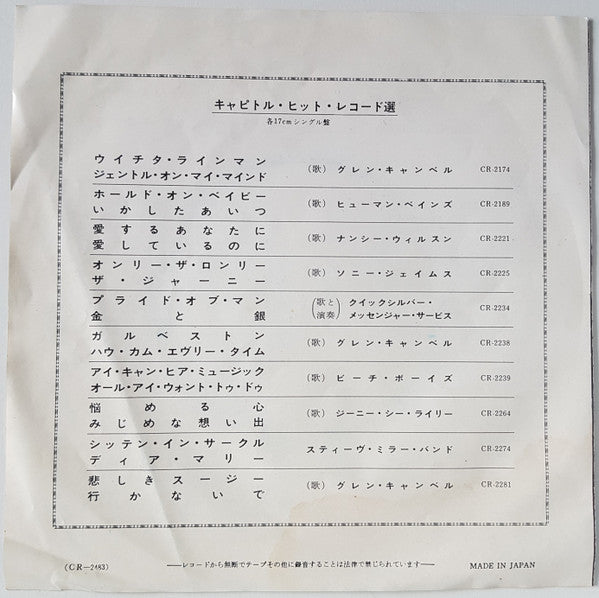 キャピトル・ヒット・レコード選
各17cmシングル盤
ウイチタ・ラインマン
ジェントル・オン・マイ・マインド
(歌) グレン・キャンベル CR-2174
ホールド・オン・ベイビー
いかしたあいつ
(歌) ヒューマン・ベインズ CR-2189
愛するあなたに
愛しているのに
(歌) ナンシー・ウィルスン CR-2221
オンリー・ザ・ロンリー
ザ・ジャーニー
(歌) ソニー・ジェイムス CR-2225
プライド・オブ・マン
金と銀
(歌と演奏) クイックシルバー・メッセンジャー・サービス CR-2234
ガルベストン
ハウ・カム・エヴリー・タイム
(歌) グレン・キャンベル CR-2238
アイ・キャン・ヒア・ミュージック
オール・アイ・ウォント・トゥ・ドゥ
(歌) ビーチ・ボーイズ CR-2239
悩める心
みじめな想い出
(歌) ジーニー・シー・ライリー CR-2264
シッテン・イン・サークル
ディア・マリー
スティーヴ・ミラー・バンド CR-2274
悲しきスージー
行かないで
(歌) グレン・キャンベル CR-2281
(CR-2483) ――レコードから無断でテープその他に録音することは法律で禁じられています―― MADE IN JAPAN